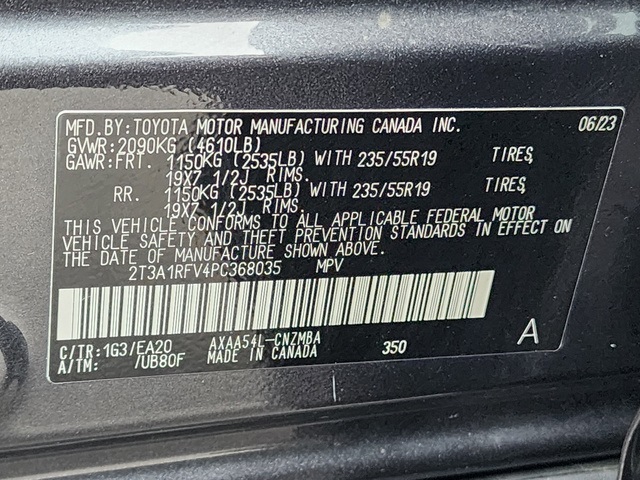 MFD.BY:TOYOTA MOTOR MANUFACTURING CANADA INC. 06/23
GVWR:2090KG (4610LB)
GAWR:FRT. 1150KG (2535LB) WITH 235/55R19 TIRES,
19X7 1/2J RIMS.
RR. 1150KG (2535LB) WITH 235/55R19 TIRES,
19X7 1/2J RIMS.
THIS VEHICLE CONFORMS TO ALL APPLICABLE FEDERAL MOTOR
VEHICLE SAFETY AND THEFT PREVENTION STANDARDS IN EFFECT ON
THE DATE OF MANUFACTURE SHOWN ABOVE.
2T3A1RFV4PC368035 MPV
C/TR:1G3/EA20 AXAA54L-CNZMBA 350 A
A/TM: /UB80F MADE IN CANADA